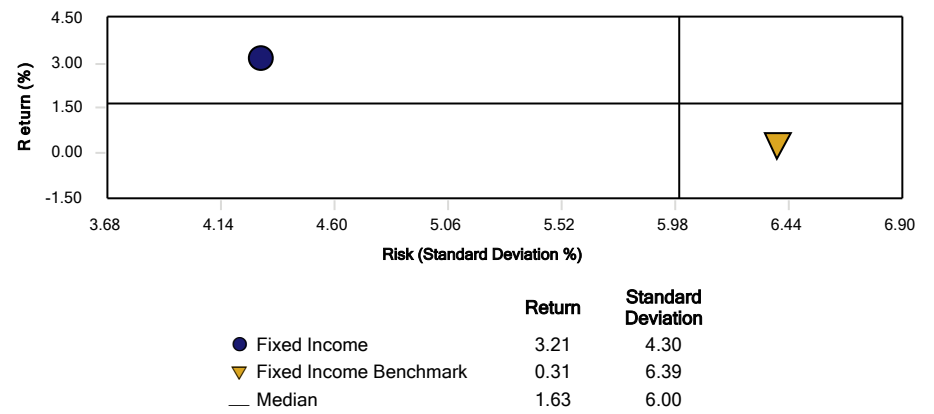 4.50
3.00
1.50
0.00
-1.50
Return (%)
3.68 4.14 4.60 5.06 5.52 5.98 6.44 6.90
Risk (Standard Deviation %)
Return Standard Deviation
Fixed Income 3.21 4.30
Fixed Income Benchmark 0.31 6.39
Median 1.63 6.00